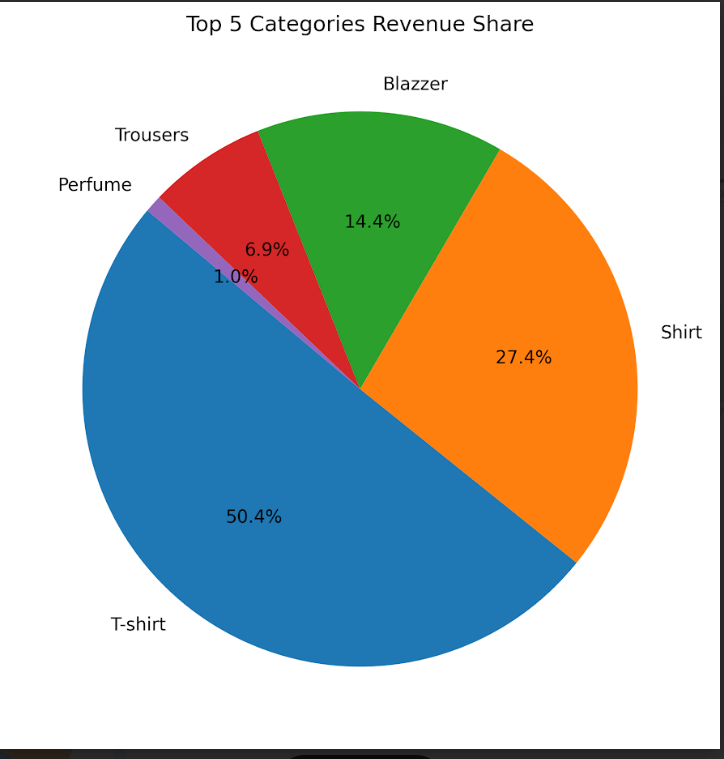 Top 5 Categories Revenue Share
Blazzer
Trousers
Perfume
14.4%
6.9%
1.0%
Shirt
27.4%
50.4%
T-shirt